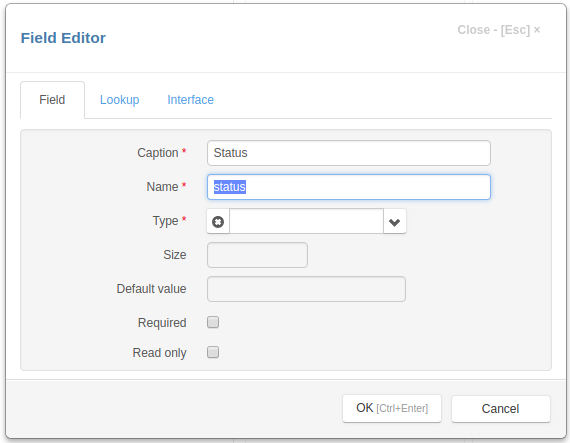 Field Editor
Close - [Esc] ×
Field Lookup Interface
Caption * Status
Name * status
Type *
Size
Default value
Required
Read only
OK [Ctrl+Enter] Cancel